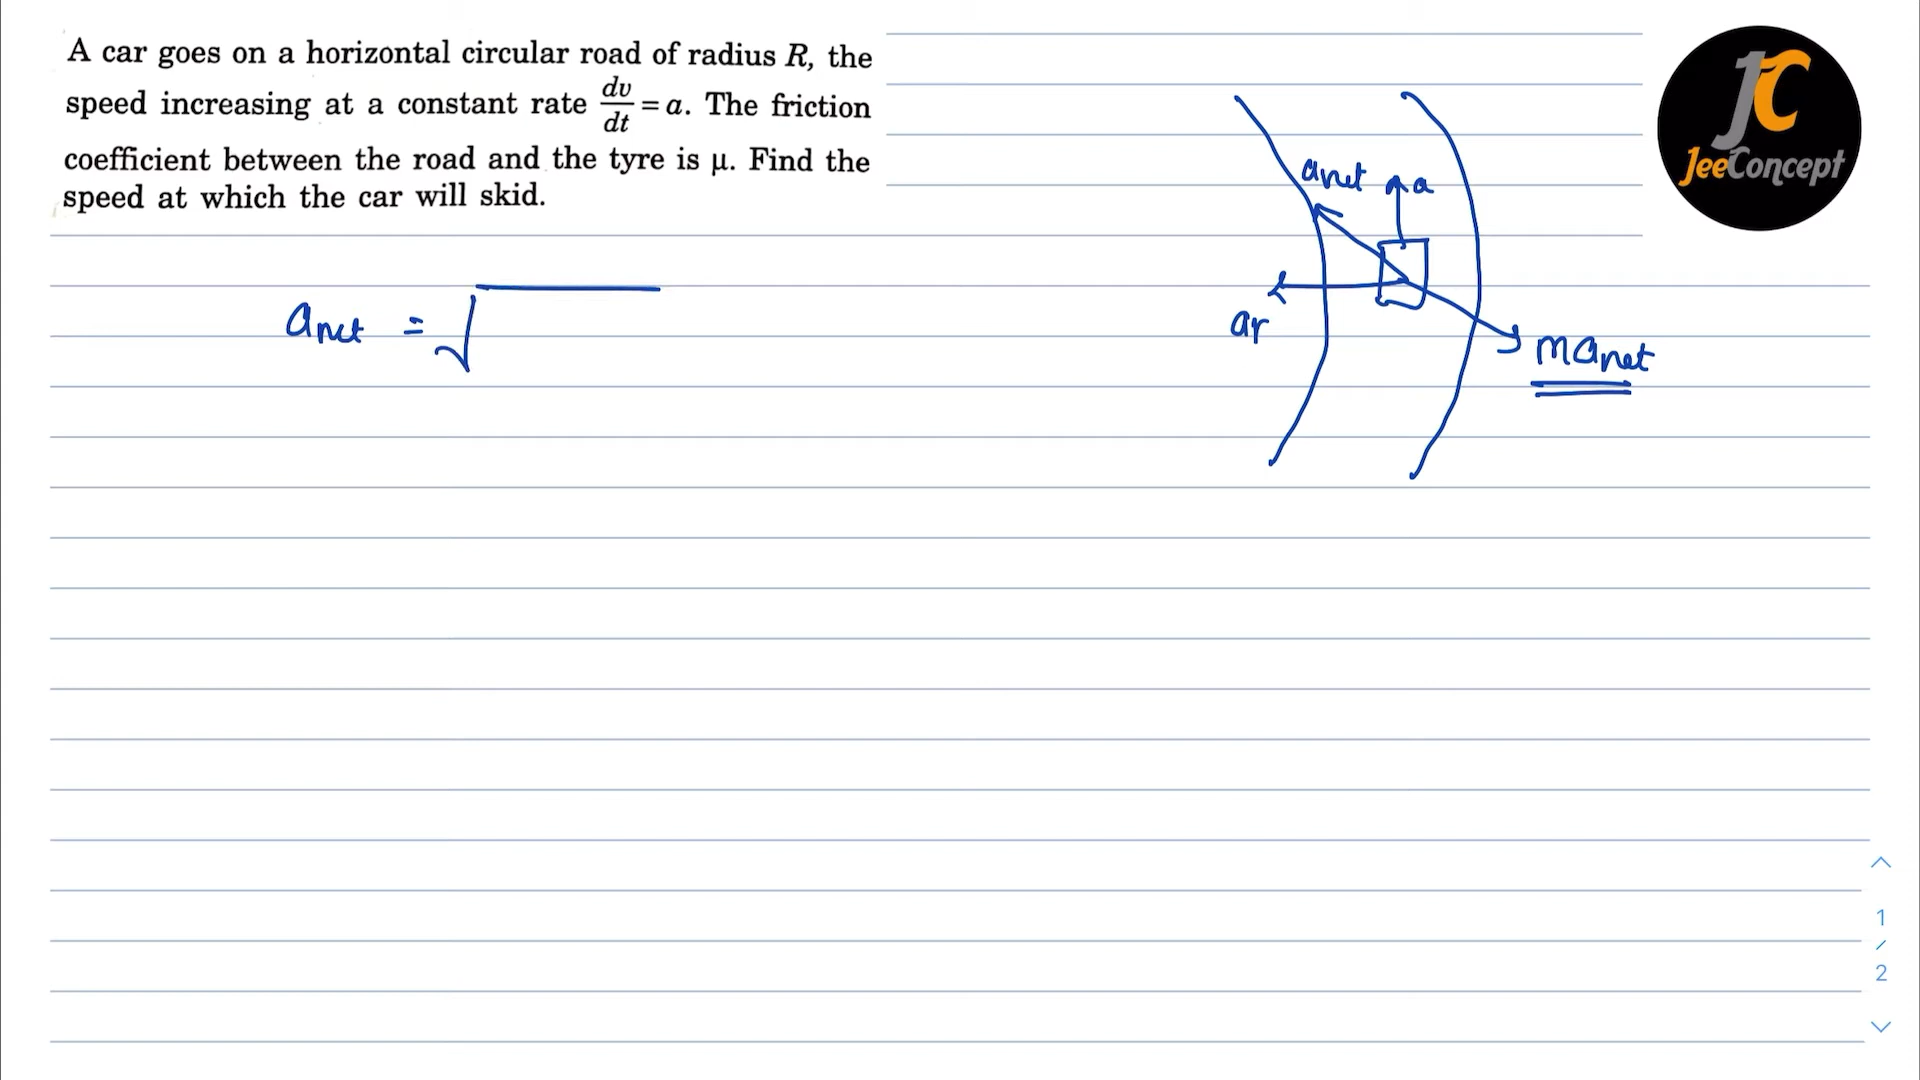 A car goes on a horizontal circular road of radius R, the
speed increasing at a constant rate dv/dt = a. The friction
coefficient between the road and the tyre is μ. Find the
speed at which the car will skid.
JC
JeeConcept
anet
a
ar
manet
anet = √
1
/
2